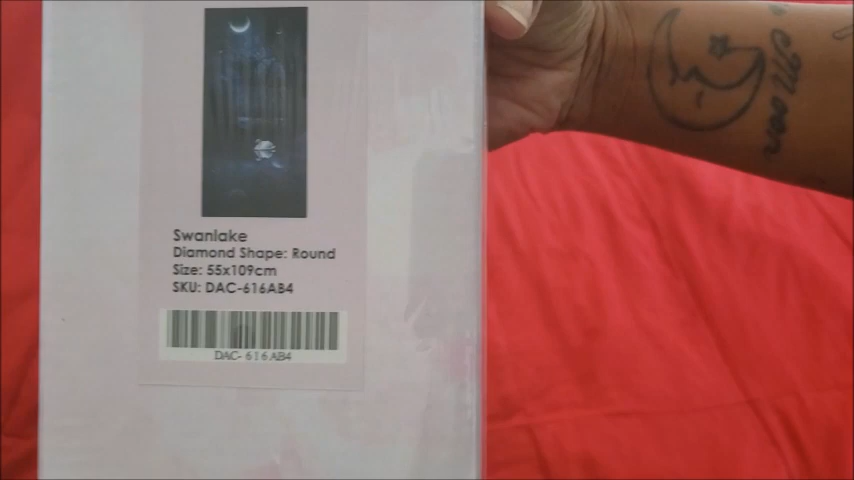 Swanlake
Diamond Shape: Round
Size: 55x109cm
SKU: DAC-616AB4
DAC- 616AB4